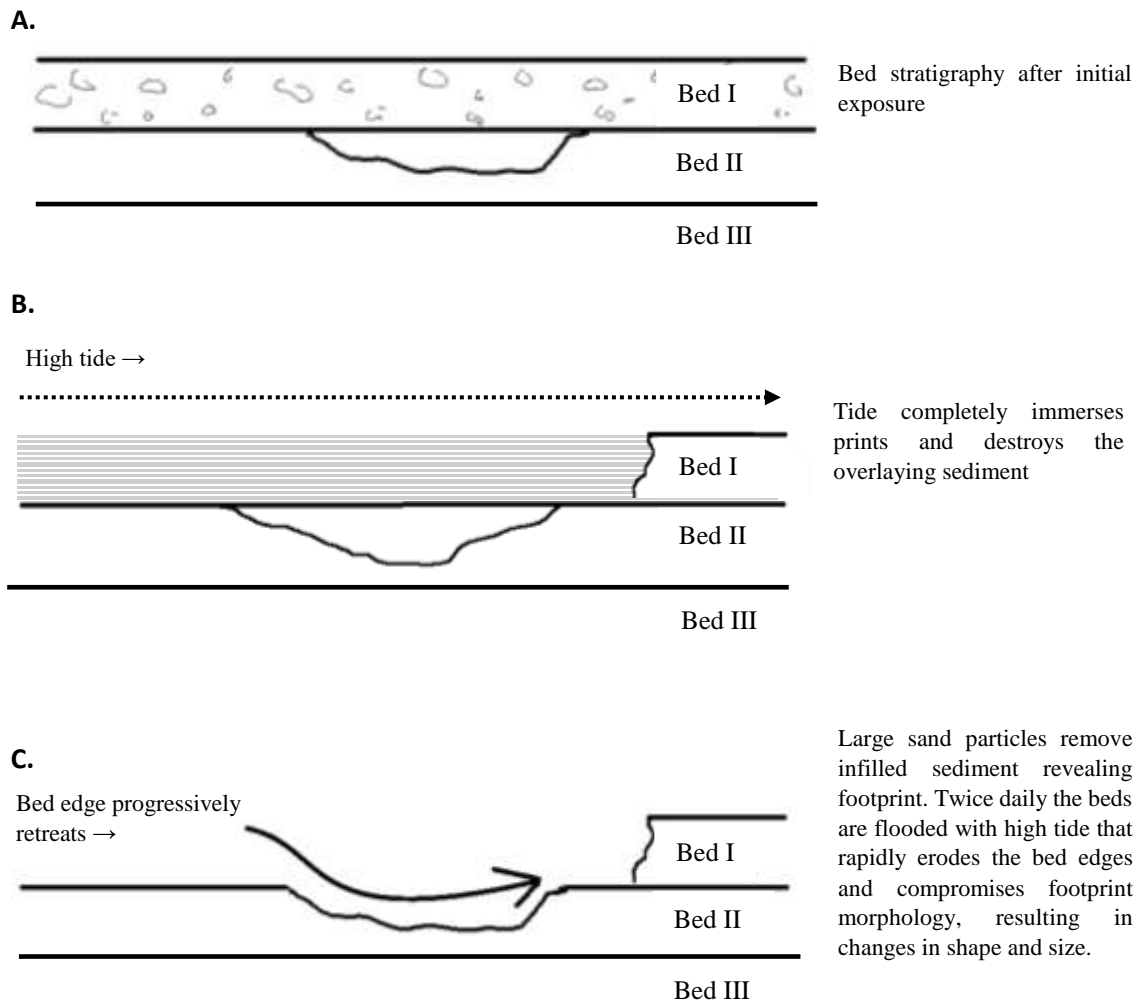 A.
Bed I
Bed II
Bed III
Bed stratigraphy after initial
exposure
B.
High tide →
Bed I
Bed II
Bed III
Tide completely immerses
prints and destroys the
overlaying sediment
C.
Bed edge progressively
retreats →
Bed I
Bed II
Bed III
Large sand particles remove
infilled sediment revealing
footprint. Twice daily the beds
are flooded with high tide that
rapidly erodes the bed edges
and compromises footprint
morphology, resulting in
changes in shape and size.